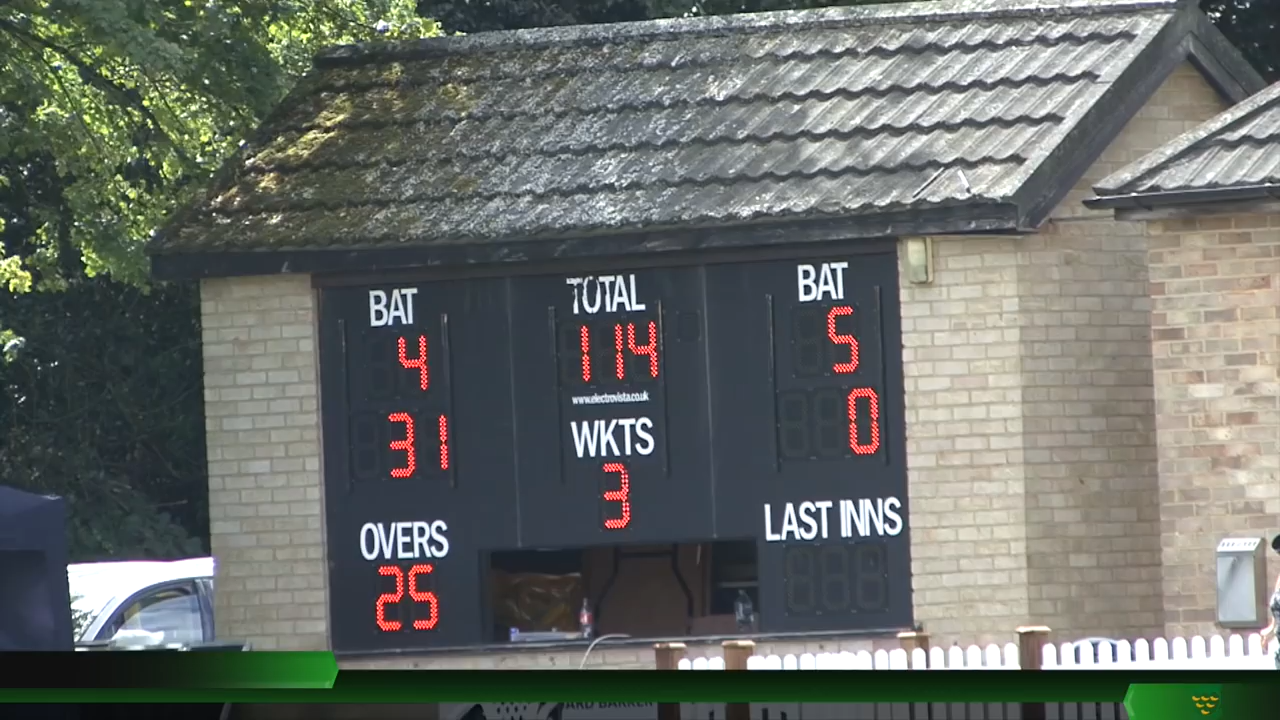 BAT TOTAL BAT
4 114 5
www.electrovista.co.uk
31 WKTS 0
3
OVERS LAST INNS
25